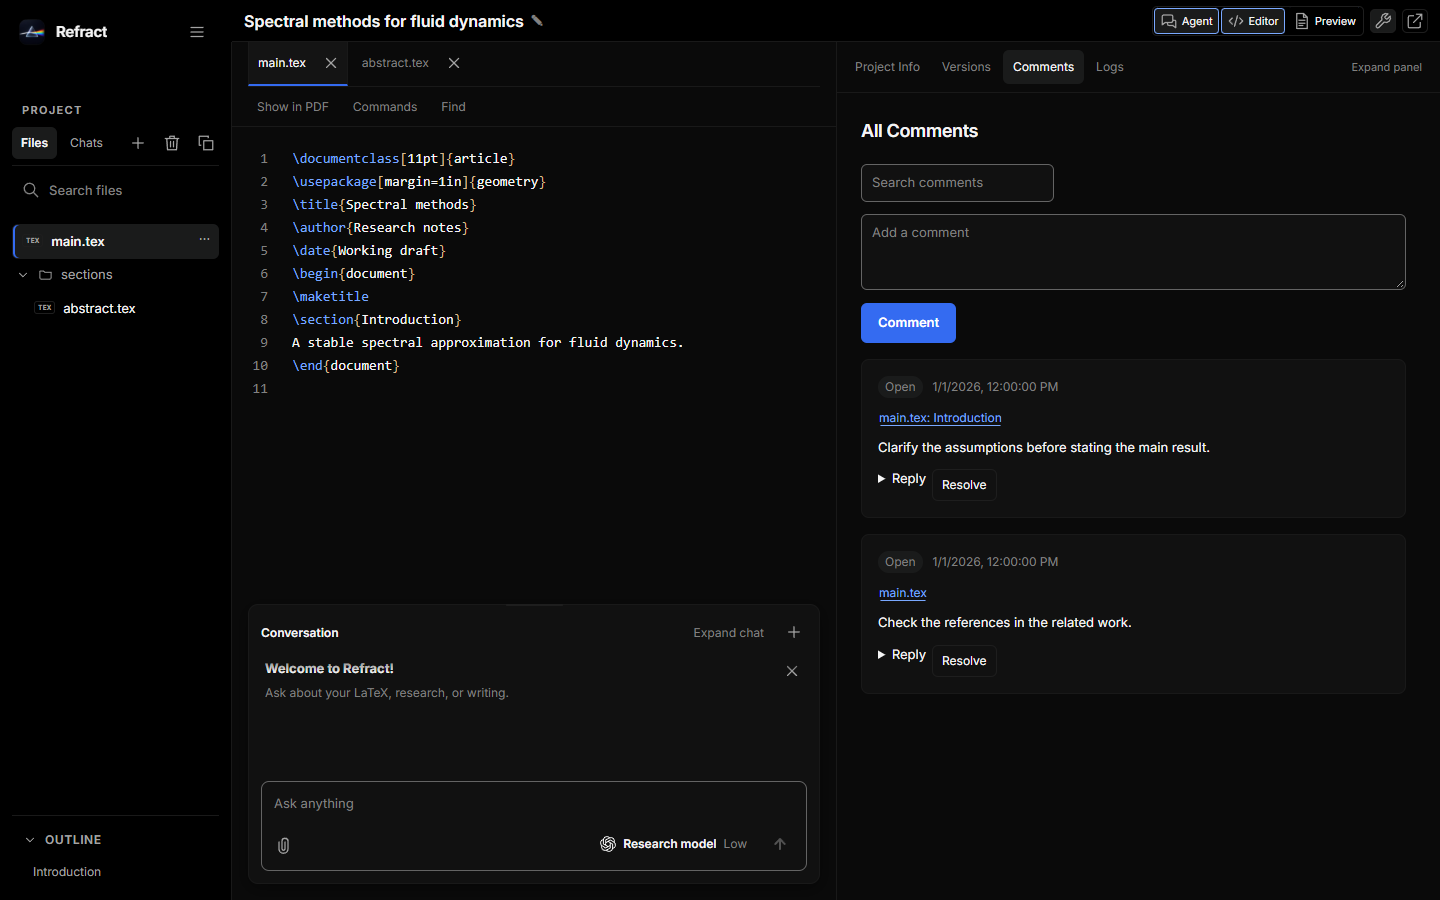 Refract
Spectral methods for fluid dynamics
Agent
</> Editor
Preview
PROJECT
Files
Chats
Search files
TEX main.tex ...
sections
TEX abstract.tex
OUTLINE
Introduction
main.tex
abstract.tex
Show in PDF
Commands
Find
1 \documentclass[11pt]{article}
2 \usepackage[margin=1in]{geometry}
3 \title{Spectral methods}
4 \author{Research notes}
5 \date{Working draft}
6 \begin{document}
7 \maketitle
8 \section{Introduction}
9 A stable spectral approximation for fluid dynamics.
10 \end{document}
11
Conversation
Expand chat
Welcome to Refract!
Ask about your LaTeX, research, or writing.
Ask anything
Research model Low
Project Info
Versions
Comments
Logs
Expand panel
All Comments
Search comments
Add a comment
Comment
Open 1/1/2026, 12:00:00 PM
main.tex: Introduction
Clarify the assumptions before stating the main result.
Reply
Resolve
Open 1/1/2026, 12:00:00 PM
main.tex
Check the references in the related work.
Reply
Resolve